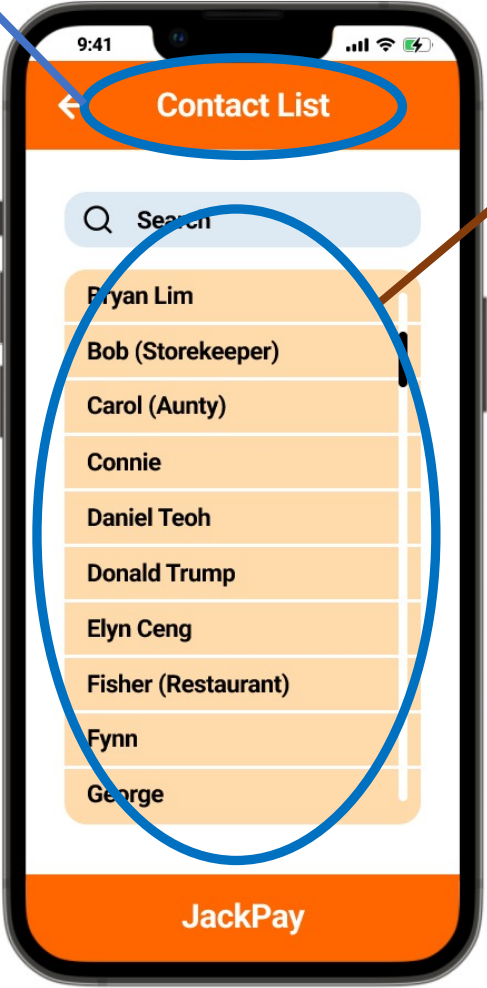 9:41
Contact List
Search
Bryan Lim
Bob (Storekeeper)
Carol (Aunty)
Connie
Daniel Teoh
Donald Trump
Elyn Ceng
Fisher (Restaurant)
Fynn
George
JackPay